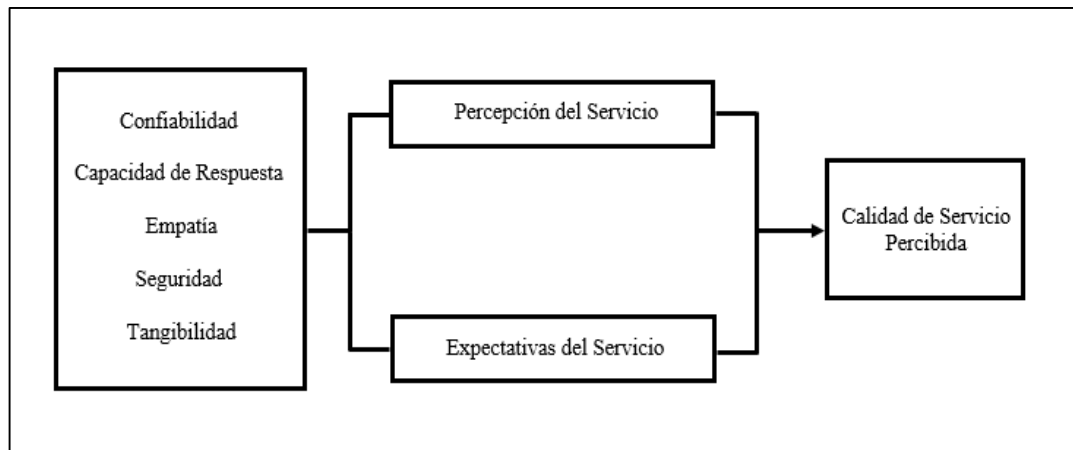 Confiabilidad
Capacidad de Respuesta
Empatía
Seguridad
Tangibilidad
Percepción del Servicio
Expectativas del Servicio
Calidad de Servicio
Percibida